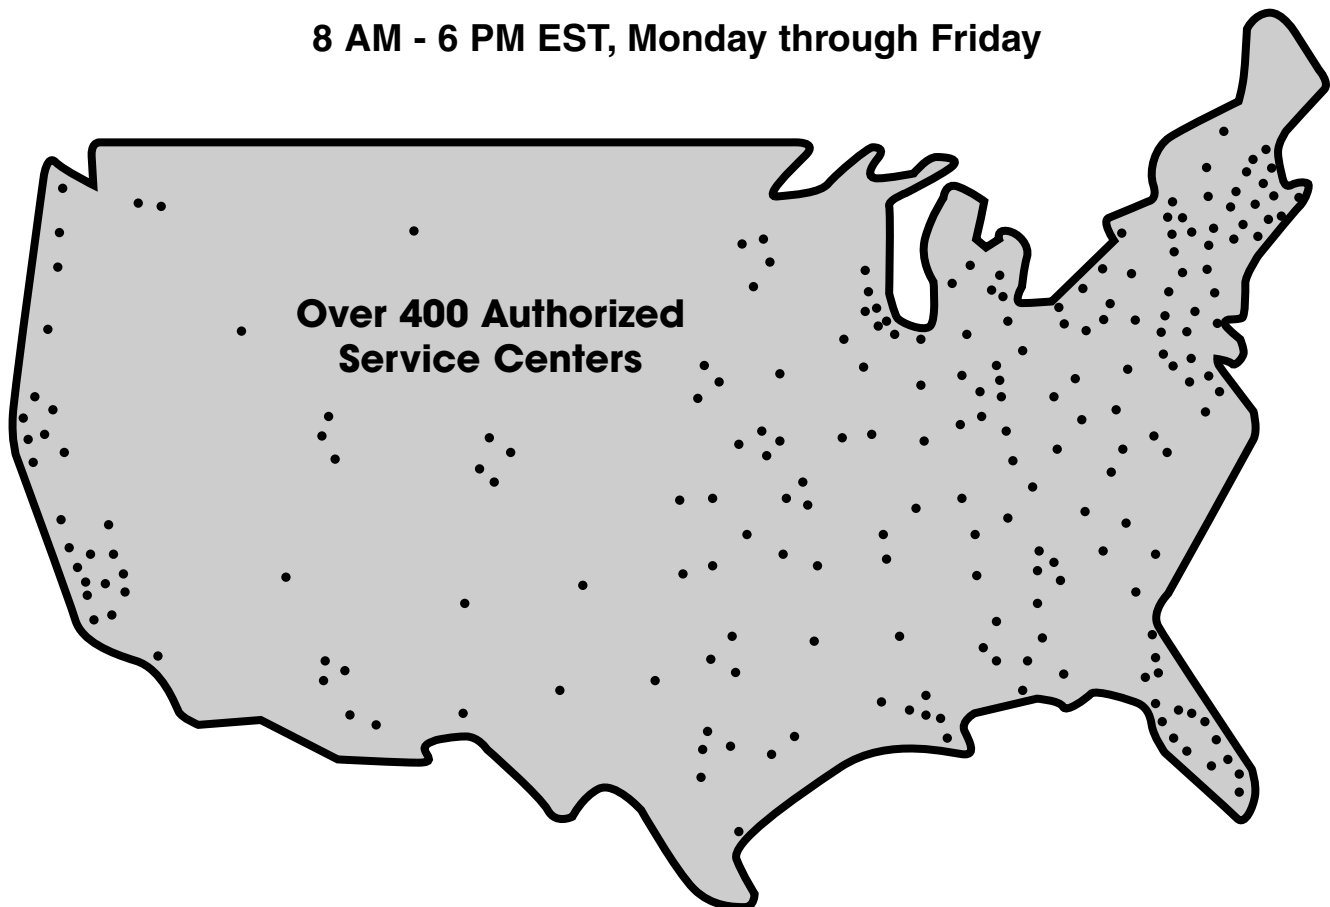 8 AM - 6 PM EST, Monday through Friday
Over 400 Authorized
Service Centers